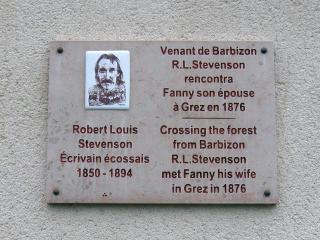 Venant de Barbizon
R.L.Stevenson
rencontra
Fanny son épouse
à Grez en 1876
Robert Louis
Stevenson
Écrivain écossais
1850 - 1894
Crossing the forest
from Barbizon
R.L.Stevenson
met Fanny his wife
in Grez in 1876